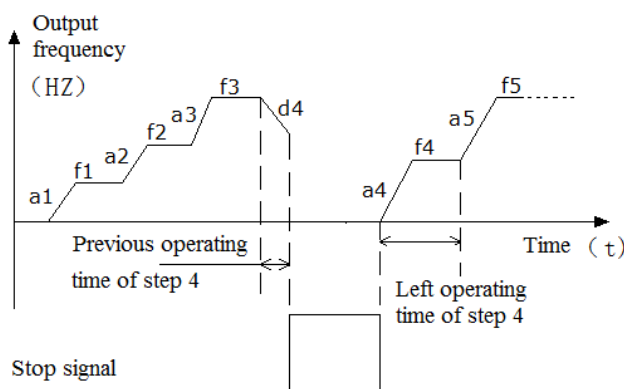 Output
frequency
（HZ）
f3
f5
d4
a3
f2
a5
f1
a2
f4
a1
a4
Previous operating
time of step 4
Time （t）
Left operating
time of step 4
Stop signal